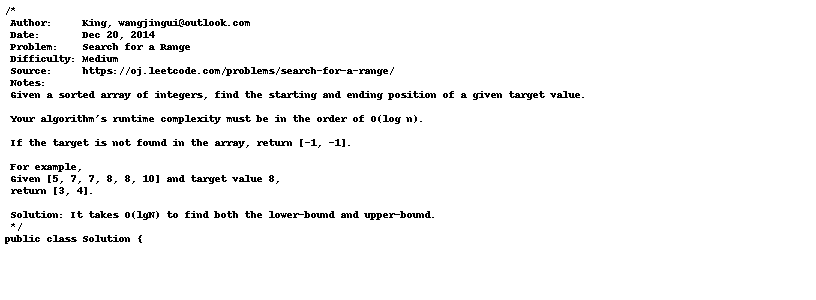 /*
 Author:     King, wangjingui@outlook.com
 Date:       Dec 20, 2014
 Problem:    Search for a Range
 Difficulty: Medium
 Source:     https://oj.leetcode.com/problems/search-for-a-range/
 Notes:
 Given a sorted array of integers, find the starting and ending position of a given target value.

 Your algorithm's runtime complexity must be in the order of O(log n).

 If the target is not found in the array, return [-1, -1].

 For example,
 Given [5, 7, 7, 8, 8, 10] and target value 8,
 return [3, 4].

 Solution: It takes O(lgN) to find both the lower-bound and upper-bound.
 */
public class Solution {